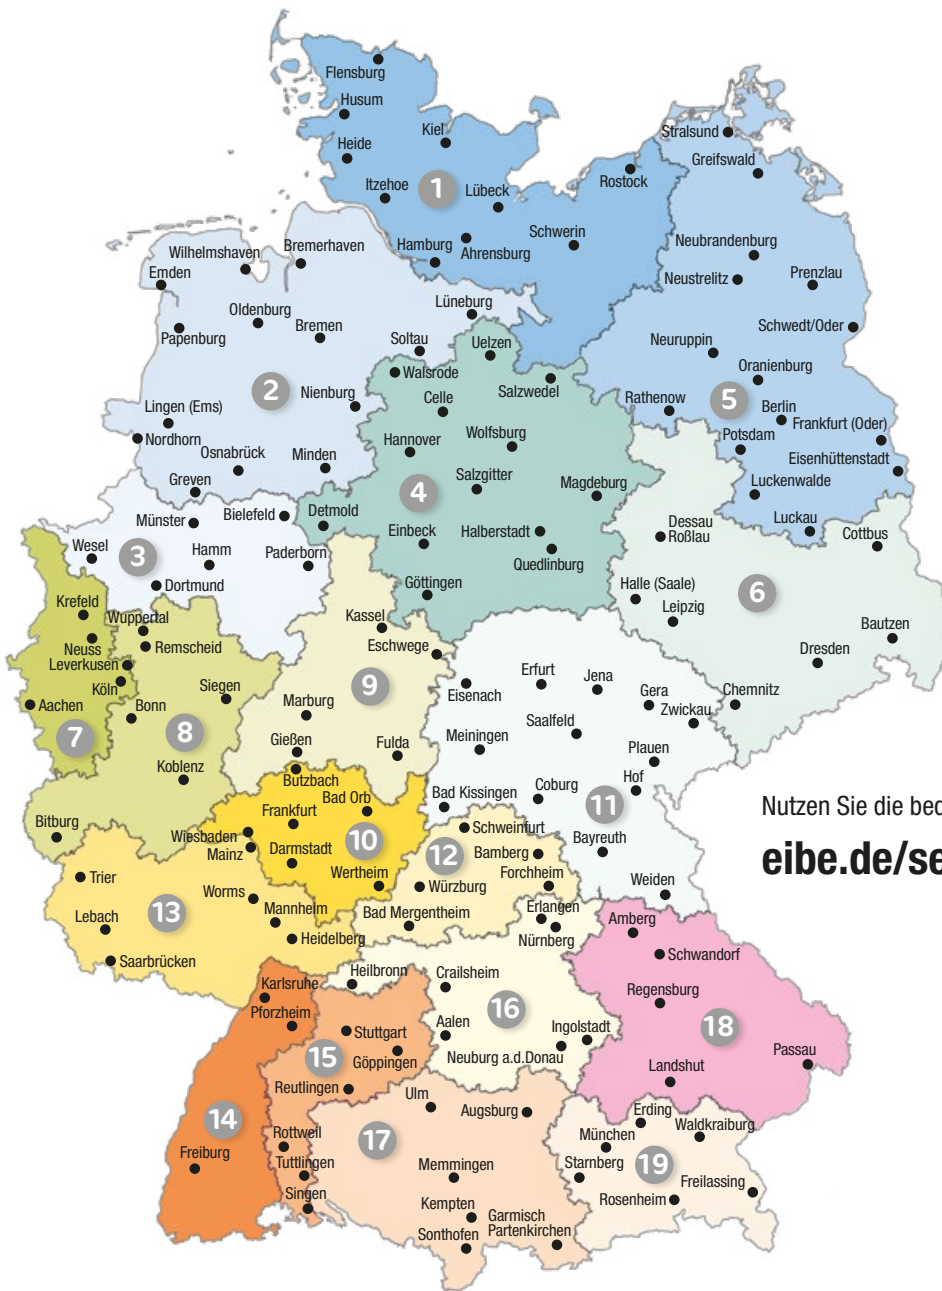 Flensburg
Husum
Kiel
Heide
Stralsund
Greifswald
Itzehoe
1
Lübeck
Rostock
Hamburg
Ahrensburg
Schwerin
Neubrandenburg
Wilhelmshaven
Bremerhaven
Emden
Neustrelitz
Prenzlau
Oldenburg
Lüneburg
Papenburg
Bremen
Schwedt/Oder
Soltau
Uelzen
Neuruppin
Walsrode
Oranienburg
2
Nienburg
Celle
Salzwedel
Rathenow
5
Berlin
Lingen (Ems)
Frankfurt (Oder)
Nordhorn
Hannover
Wolfsburg
Potsdam
Osnabrück
Minden
Eisenhüttenstadt
Greven
4
Salzgitter
Magdeburg
Luckenwalde
Münster
Bielefeld
Detmold
Einbeck
Halberstadt
Dessau
Roßlau
Luckau
Cottbus
Wesel
3
Hamm
Paderborn
Quedlinburg
Dortmund
Göttingen
Halle (Saale)
6
Krefeld
Leipzig
Wuppertal
Kassel
Bautzen
Neuss
Remscheid
Eschwege
Leverkusen
Dresden
Köln
Siegen
9
Eisenach
Erfurt
Jena
Gera
Chemnitz
Aachen
Bonn
Marburg
Zwickau
7
8
Saalfeld
Gießen
Fulda
Meiningen
Plauen
Koblenz
Butzbach
Hof
Bad Orb
Bad Kissingen
Coburg
11
Nutzen Sie die bed
Frankfurt
Bitburg
Wiesbaden
10
Schweinfurt
Mainz
Darmstadt
12
Bamberg
Bayreuth
eibe.de/se
Trier
Wertheim
Würzburg
Forchheim
Weiden
Worms
13
Lebach
Mannheim
Bad Mergentheim
Erlangen
Amberg
Heidelberg
Nürnberg
Saarbrücken
Schwandorf
Heilbronn
Crailsheim
Karlsruhe
Regensburg
16
Pforzheim
Aalen
Ingolstadt
18
Stuttgart
15
Göppingen
Neuburg a.d.Donau
Passau
Landshut
Reutlingen
Ulm
Augsburg
14
Erding
17
Waldkraiburg
Rottweil
München
Freiburg
Tuttlingen
Memmingen
Starnberg
19
Freilassing
Singen
Rosenheim
Kempten
Garmisch
Partenkirchen
Sonthofen